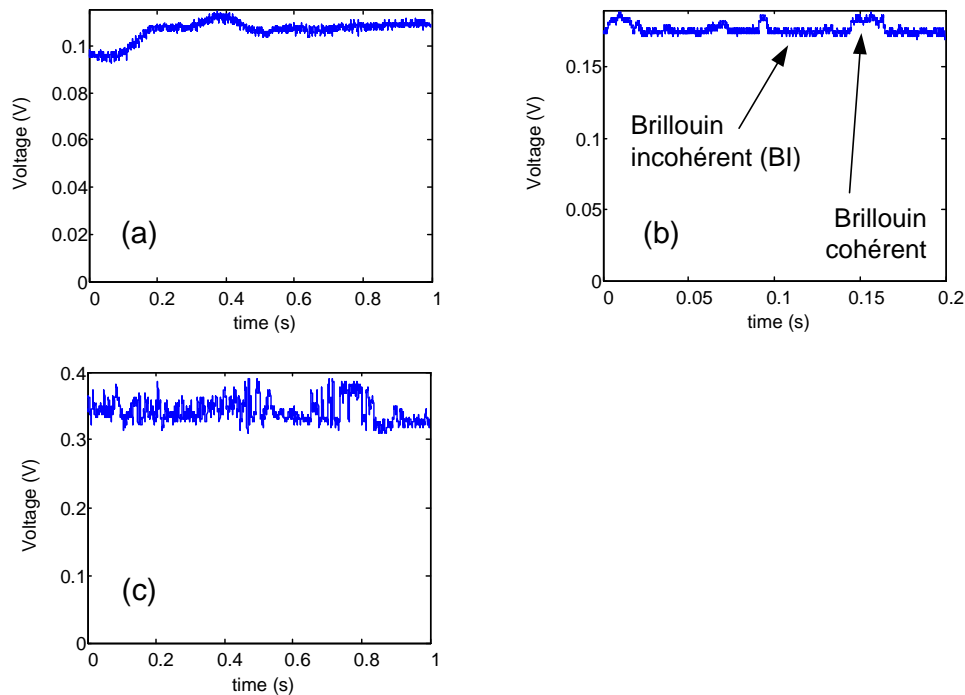 0.1
0.08
0.06
0.04
0.02
0
Voltage (V)
(a)
0 0.2 0.4 0.6 0.8 1
time (s)
0.15
0.1
0.05
0
Voltage (V)
Brillouin
incohérent (BI)
Brillouin
cohérent
(b)
0 0.05 0.1 0.15 0.2
time (s)
0.4
0.3
0.2
0.1
0
Voltage (V)
(c)
0 0.2 0.4 0.6 0.8 1
time (s)